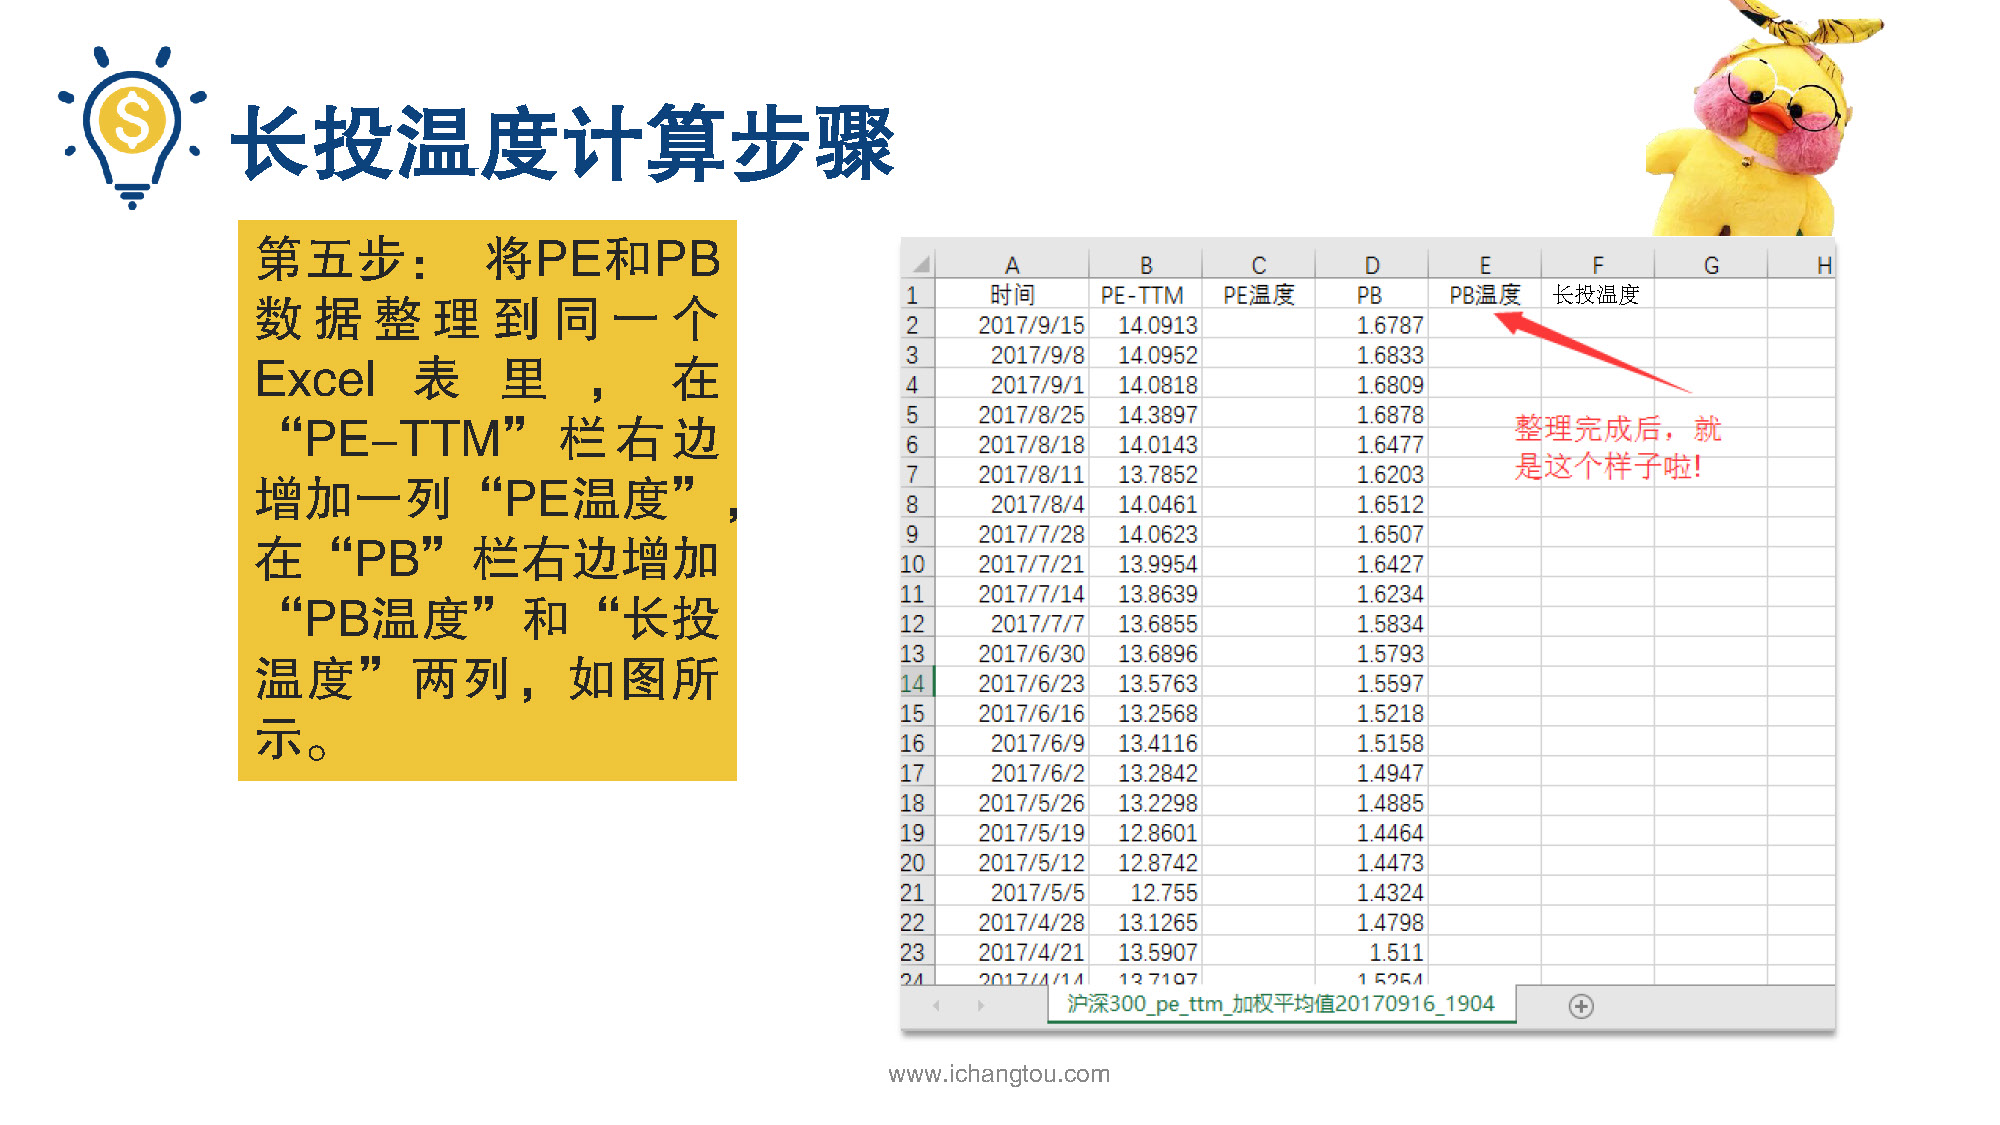 长投温度计算步骤
第五步： 将PE和PB
数据整理到同一个
Excel表里，在
“PE-TTM”栏右边
增加一列“PE温度”，
在“PB”栏右边增加
“PB温度”和“长投
温度”两列，如图所
示。
A B C D E F G H
1 时间 PE-TTM PE温度 PB PB温度 长投温度
2 2017/9/15 14.0913 1.6787
3 2017/9/8 14.0952 1.6833
4 2017/9/1 14.0818 1.6809
5 2017/8/25 14.3897 1.6878
6 2017/8/18 14.0143 1.6477
7 2017/8/11 13.7852 1.6203
8 2017/8/4 14.0461 1.6512
9 2017/7/28 14.0623 1.6507
10 2017/7/21 13.9954 1.6427
11 2017/7/14 13.8639 1.6234
12 2017/7/7 13.6855 1.5834
13 2017/6/30 13.6896 1.5793
14 2017/6/23 13.5763 1.5597
15 2017/6/16 13.2568 1.5218
16 2017/6/9 13.4116 1.5158
17 2017/6/2 13.2842 1.4947
18 2017/5/26 13.2298 1.4885
19 2017/5/19 12.8601 1.4464
20 2017/5/12 12.8742 1.4473
21 2017/5/5 12.755 1.4324
22 2017/4/28 13.1265 1.4798
23 2017/4/21 13.5907 1.511
24 2017/4/14 13.7197 1.5254
整理完成后，就
是这个样子啦!
沪深300_pe_ttm_加权平均值20170916_1904
www.ichangtou.com